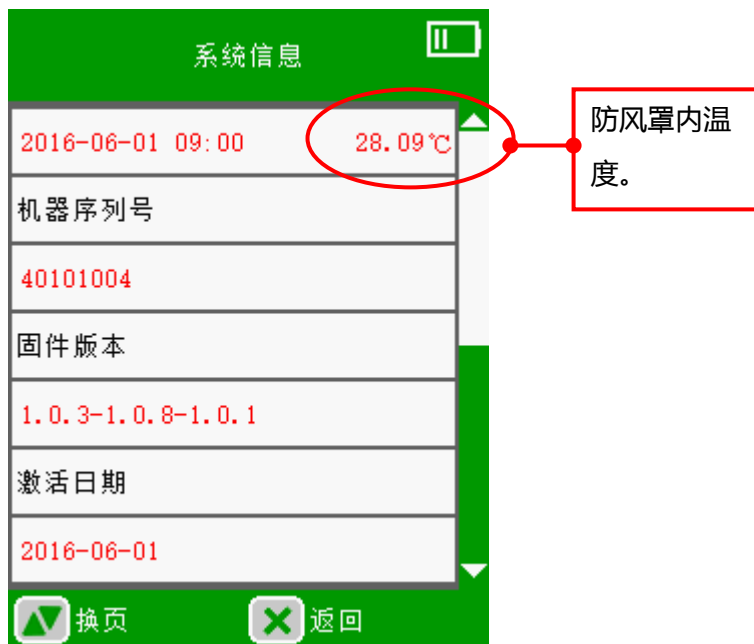 系统信息
2016-06-01 09:00 28.09℃
防风罩内温
度。
机器序列号
40101004
固件版本
1.0.3-1.0.8-1.0.1
激活日期
2016-06-01
换页 返回